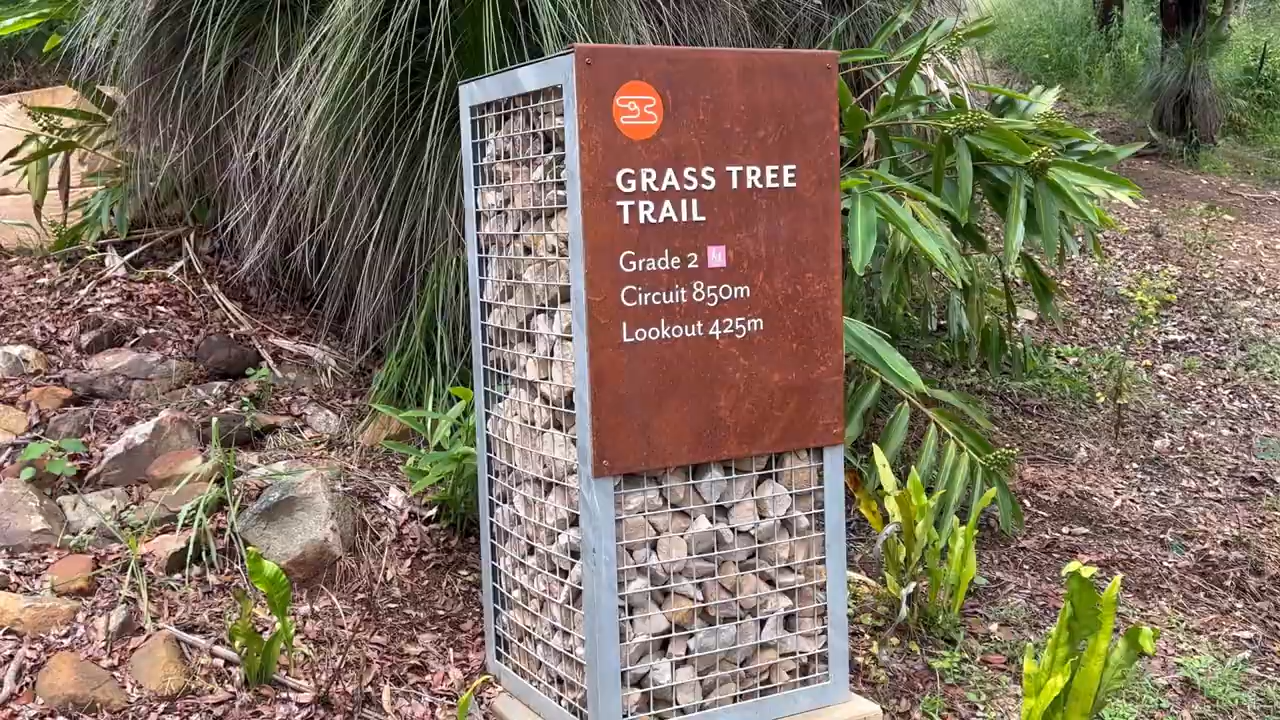 GRASS TREE
TRAIL
Grade 2
Circuit 850m
Lookout 425m